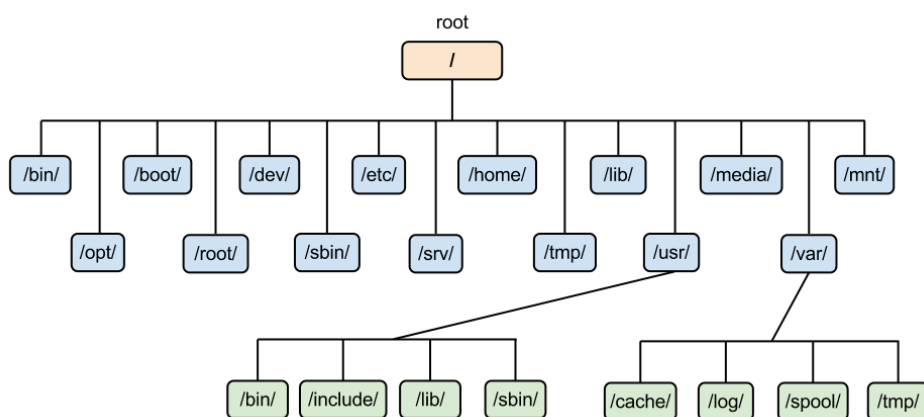 root
/
/bin/
/boot/
/dev/
/etc/
/home/
/lib/
/media/
/mnt/
/opt/
/root/
/sbin/
/srv/
/tmp/
/usr/
/var/
/bin/
/include/
/lib/
/sbin/
/cache/
/log/
/spool/
/tmp/